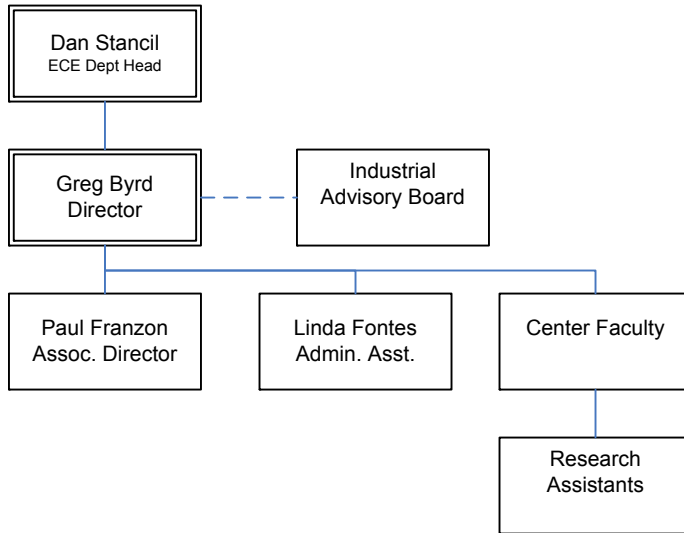 Dan Stancil
ECE Dept Head
Greg Byrd
Director
Industrial
Advisory Board
Paul Franzon
Assoc. Director
Linda Fontes
Admin. Asst.
Center Faculty
Research
Assistants